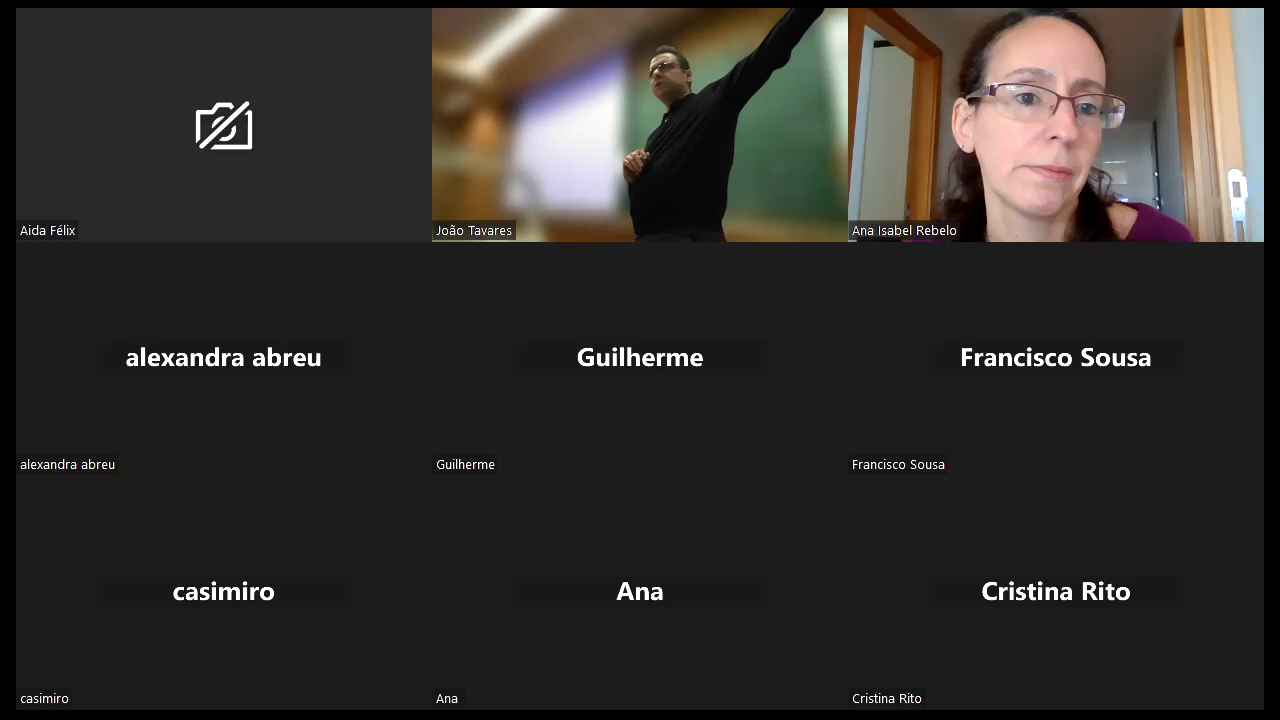 Aida Félix
João Tavares
Ana Isabel Rebelo
alexandra abreu
Guilherme
Francisco Sousa
alexandra abreu
Guilherme
Francisco Sousa
casimiro
Ana
Cristina Rito
casimiro
Ana
Cristina Rito